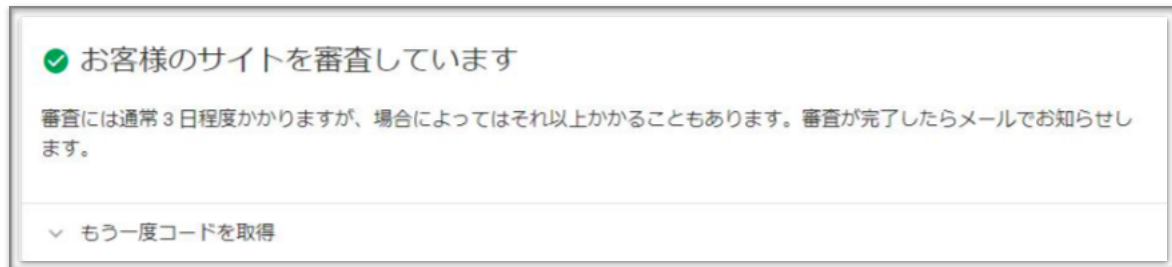 お客様のサイトを審査しています
審査には通常 3 日程度かかりますが、場合によってはそれ以上かかることもあります。審査が完了したらメールでお知らせし
ます。
もう一度コードを取得